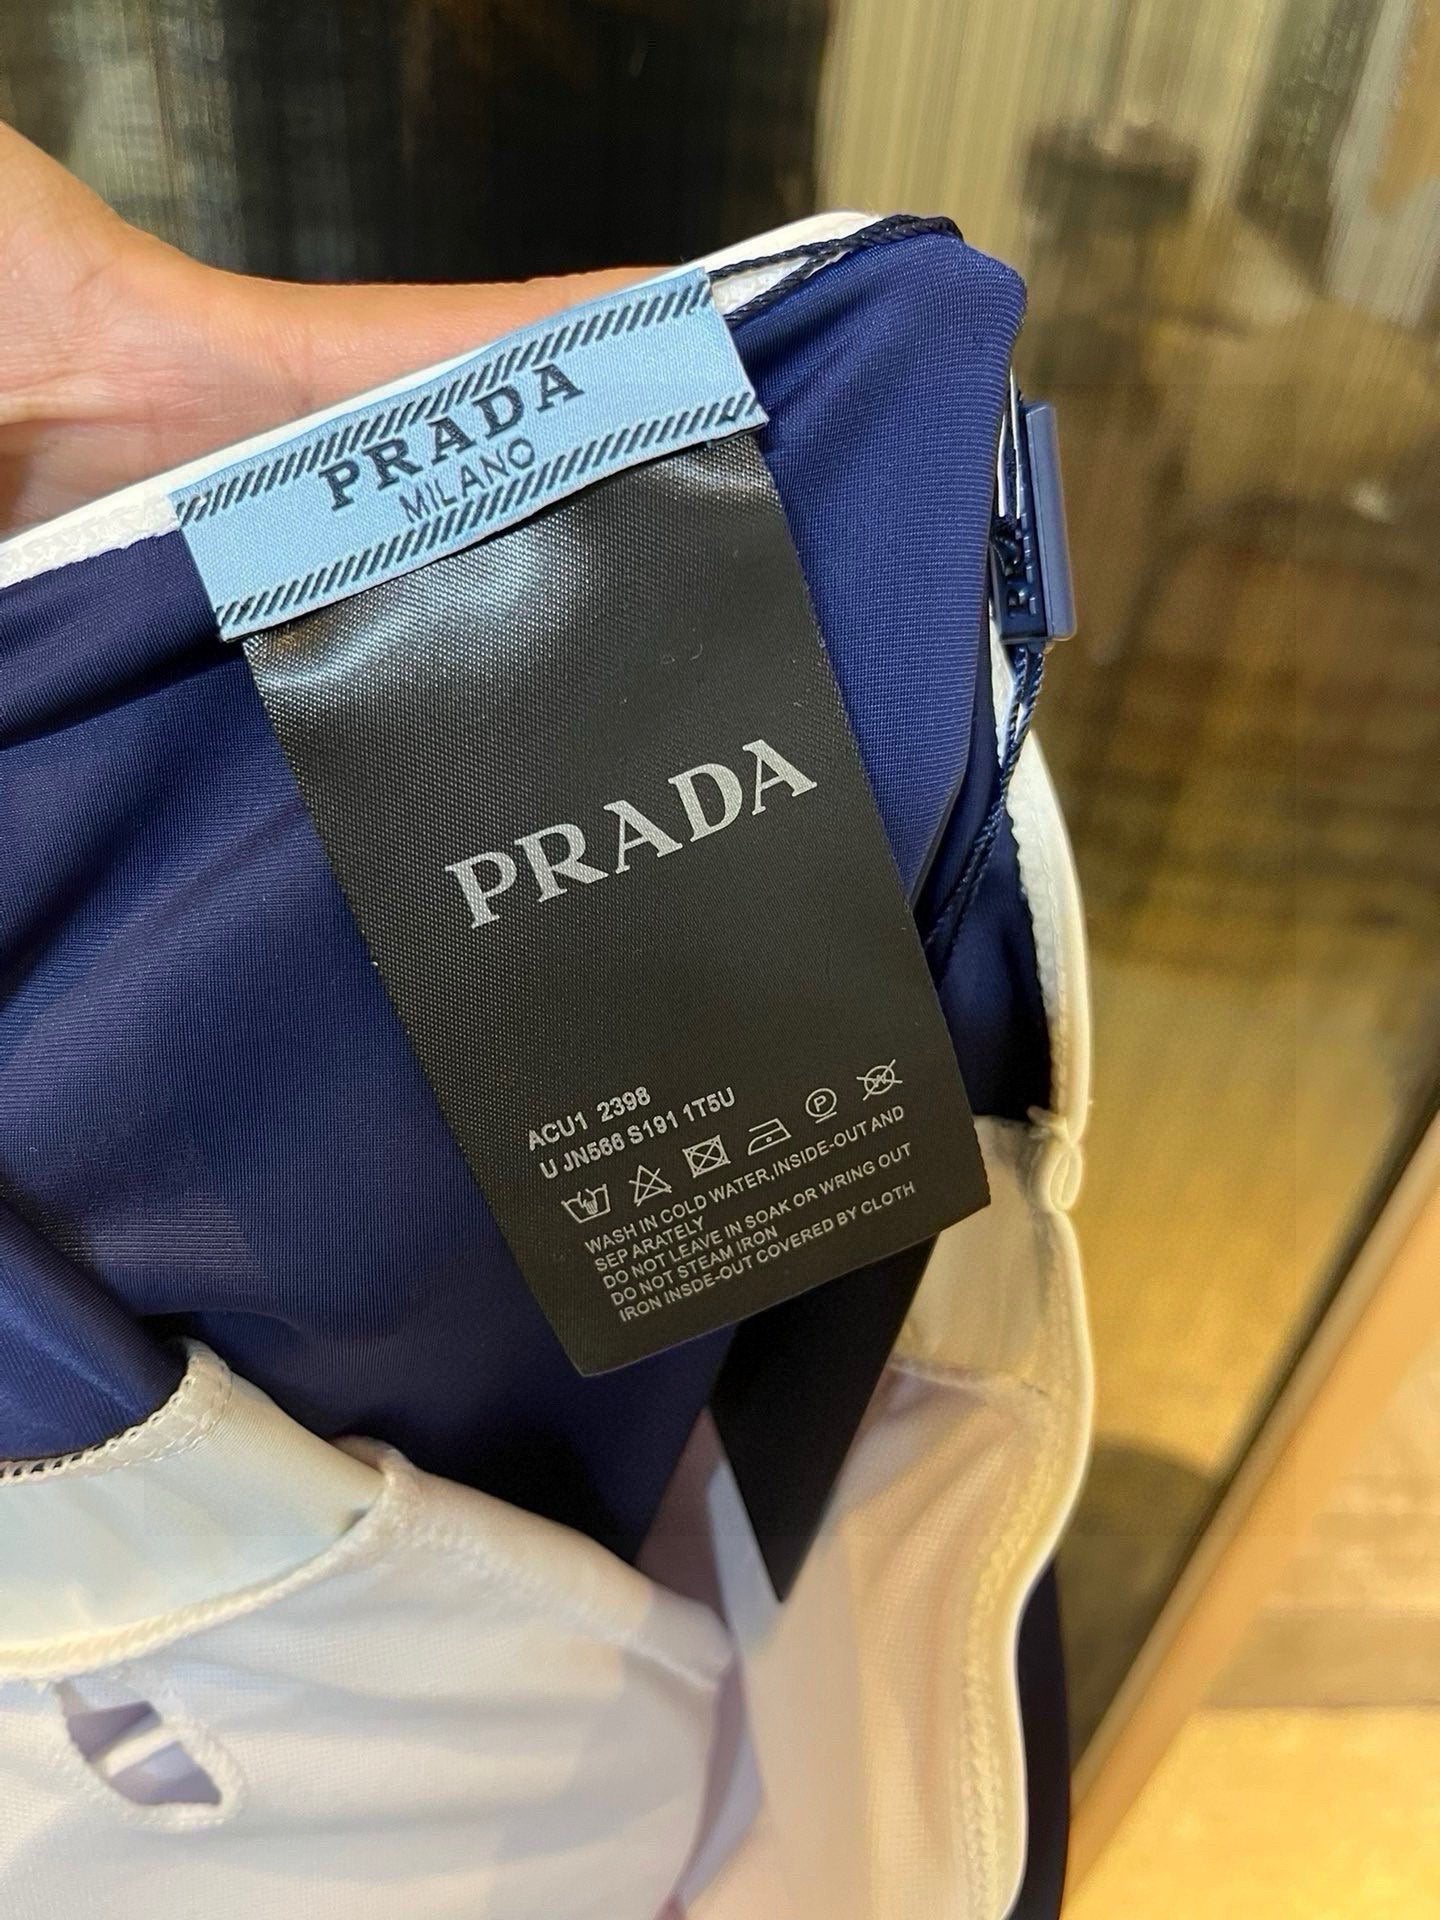 PRADA
MILANO
PRADA
ACU1 2398
U JN566 S191 1T5U
P
WASH IN COLD WATER,INSIDE-OUT AND
SEP ARATELY
DO NOT LEAVE IN SOAK OR WRING OUT
DO NOT STEAM IRON
IRON INSDE-OUT COVERED BY CLOTH